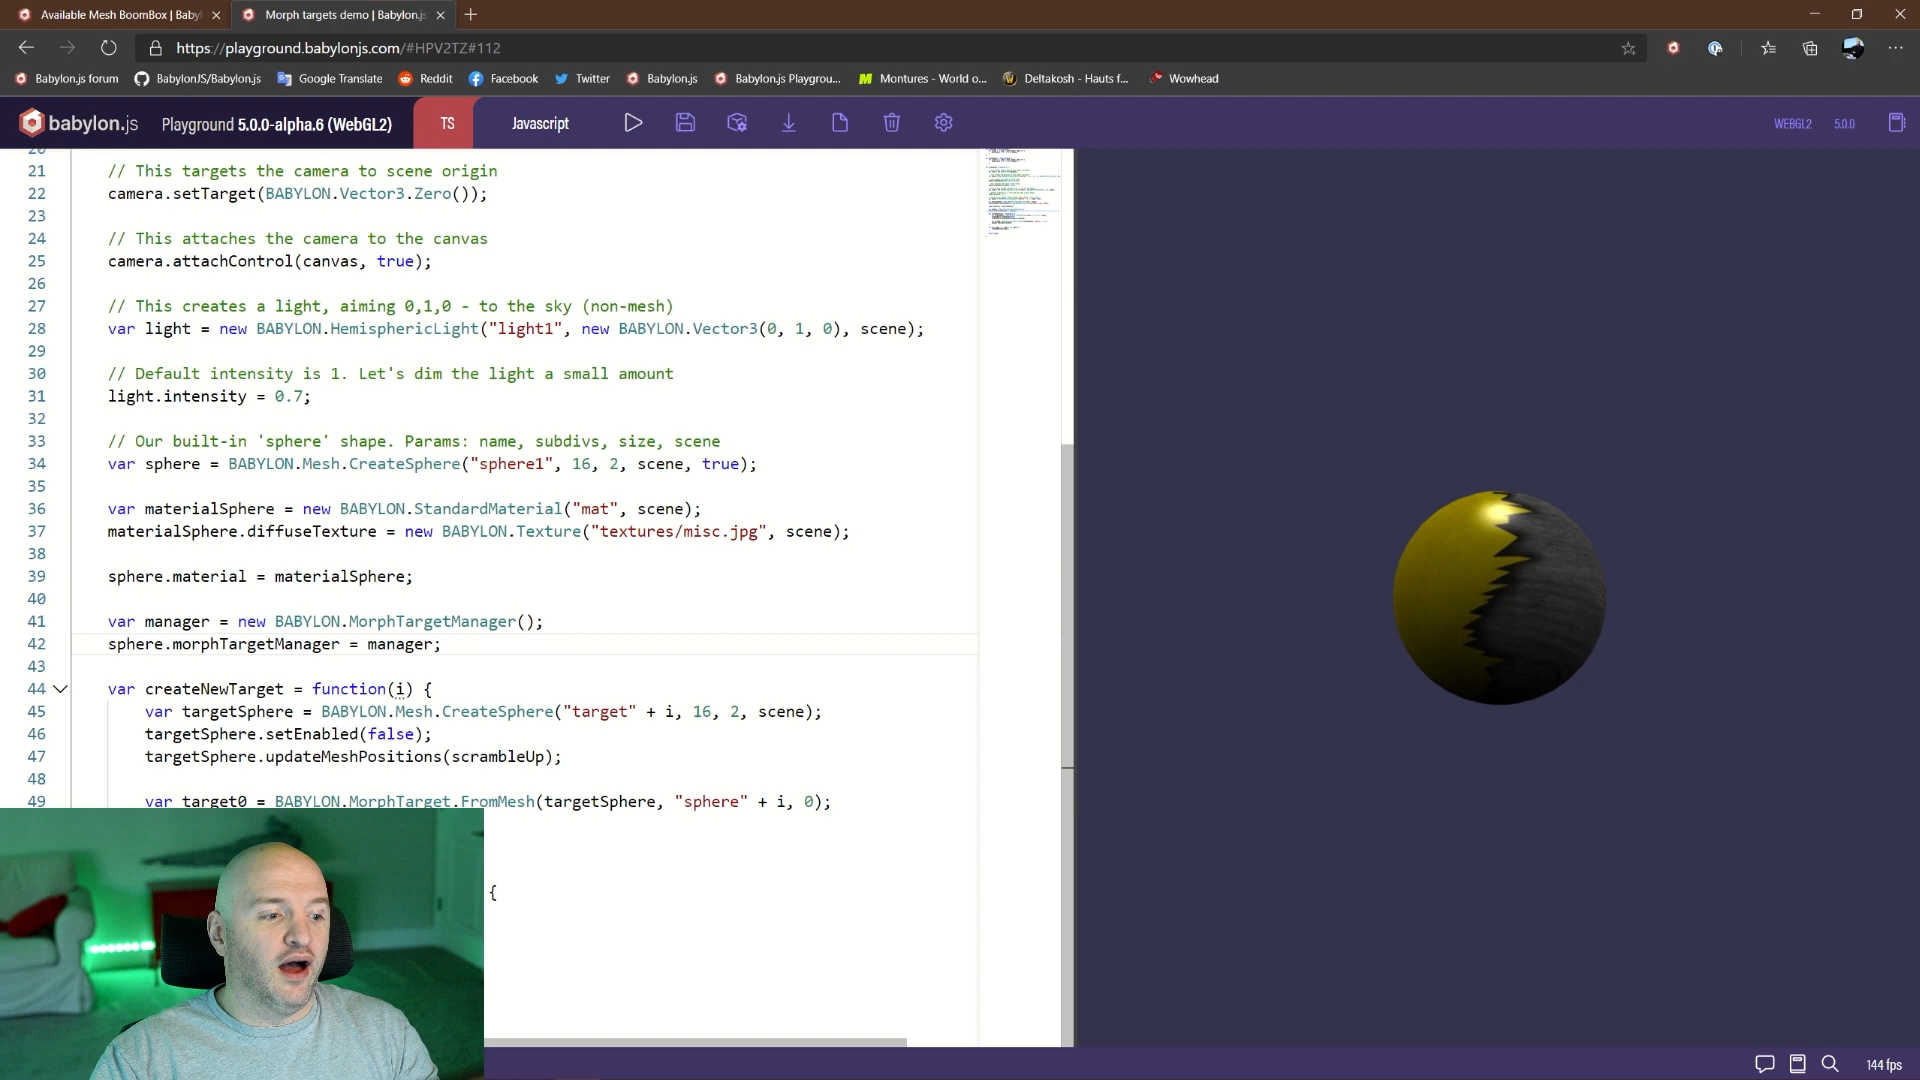 Available Mesh BoomBox | Baby
Morph targets demo | Babylon.js
https://playground.babylonjs.com/#HPV2TZ#112
Babylon.js forum
BabylonJS/Babylon.js
Google Translate
Reddit
Facebook
Twitter
Babylon.js
Babylon.js Playgrou...
Montures - World o...
Deltakosh - Hauts f...
Wowhead
babylon.js
Playground 5.0.0-alpha.6 (WebGL2)
TS
Javascript
WEBGL2
5.0.0
20
21 // This targets the camera to scene origin
22 camera.setTarget(BABYLON.Vector3.Zero());
23
24 // This attaches the camera to the canvas
25 camera.attachControl(canvas, true);
26
27 // This creates a light, aiming 0,1,0 - to the sky (non-mesh)
28 var light = new BABYLON.HemisphericLight("light1", new BABYLON.Vector3(0, 1, 0), scene);
29
30 // Default intensity is 1. Let's dim the light a small amount
31 light.intensity = 0.7;
32
33 // Our built-in 'sphere' shape. Params: name, subdivs, size, scene
34 var sphere = BABYLON.Mesh.CreateSphere("sphere1", 16, 2, scene, true);
35
36 var materialSphere = new BABYLON.StandardMaterial("mat", scene);
37 materialSphere.diffuseTexture = new BABYLON.Texture("textures/misc.jpg", scene);
38
39 sphere.material = materialSphere;
40
41 var manager = new BABYLON.MorphTargetManager();
42 sphere.morphTargetManager = manager;
43
44 var createNewTarget = function(i) {
45 var targetSphere = BABYLON.Mesh.CreateSphere("target" + i, 16, 2, scene);
46 targetSphere.setEnabled(false);
47 targetSphere.updateMeshPositions(scrambleUp);
48
49 var target0 = BABYLON.MorphTarget.FromMesh(targetSphere, "sphere" + i, 0);
{
144 fps